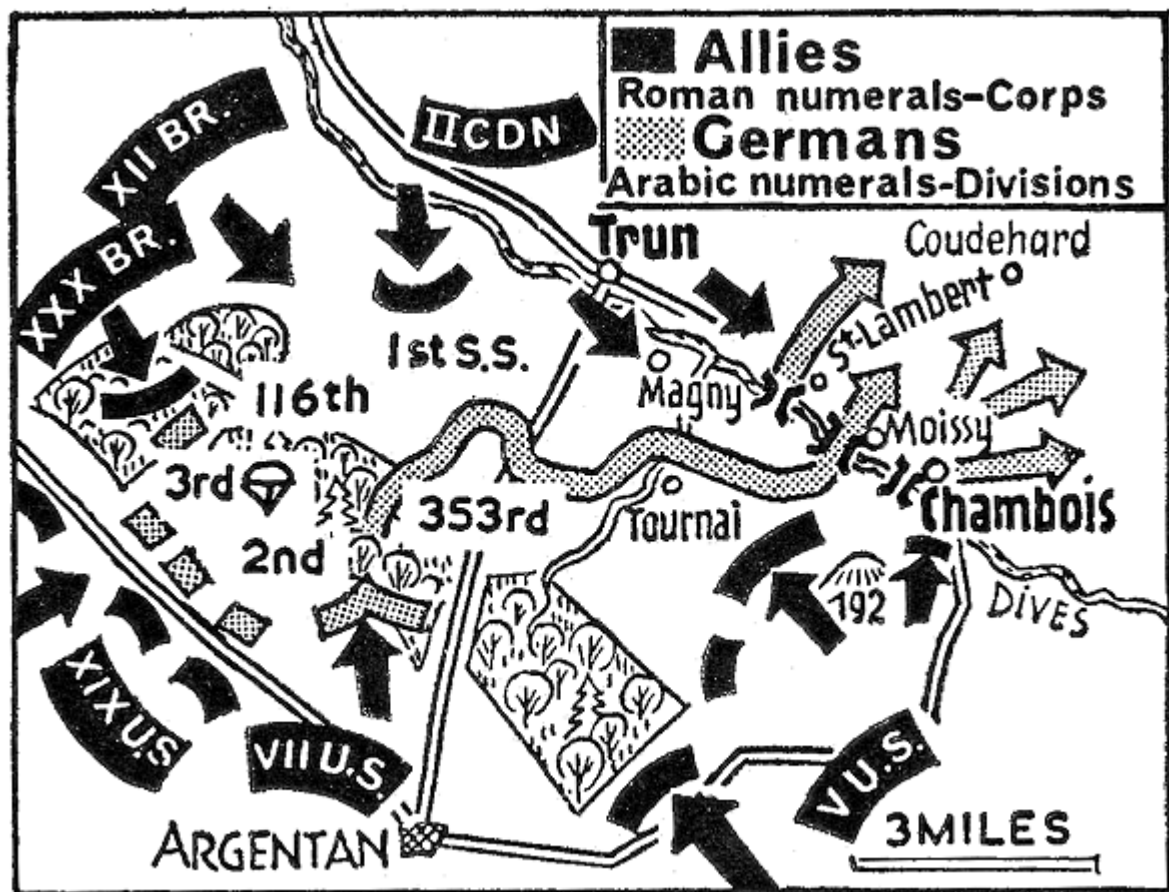 Allies
Roman numerals-Corps
Germans
Arabic numerals-Divisions
XII BR.
II CDN
XXX BR.
Trun
Coudehard
St-Lambert
1st S.S.
Magny
116th
Moissy
3rd
353rd
Tournai
Chambois
2nd
192
DIVES
XIX U.S
VII U.S.
V U.S.
ARGENTAN
3 MILES